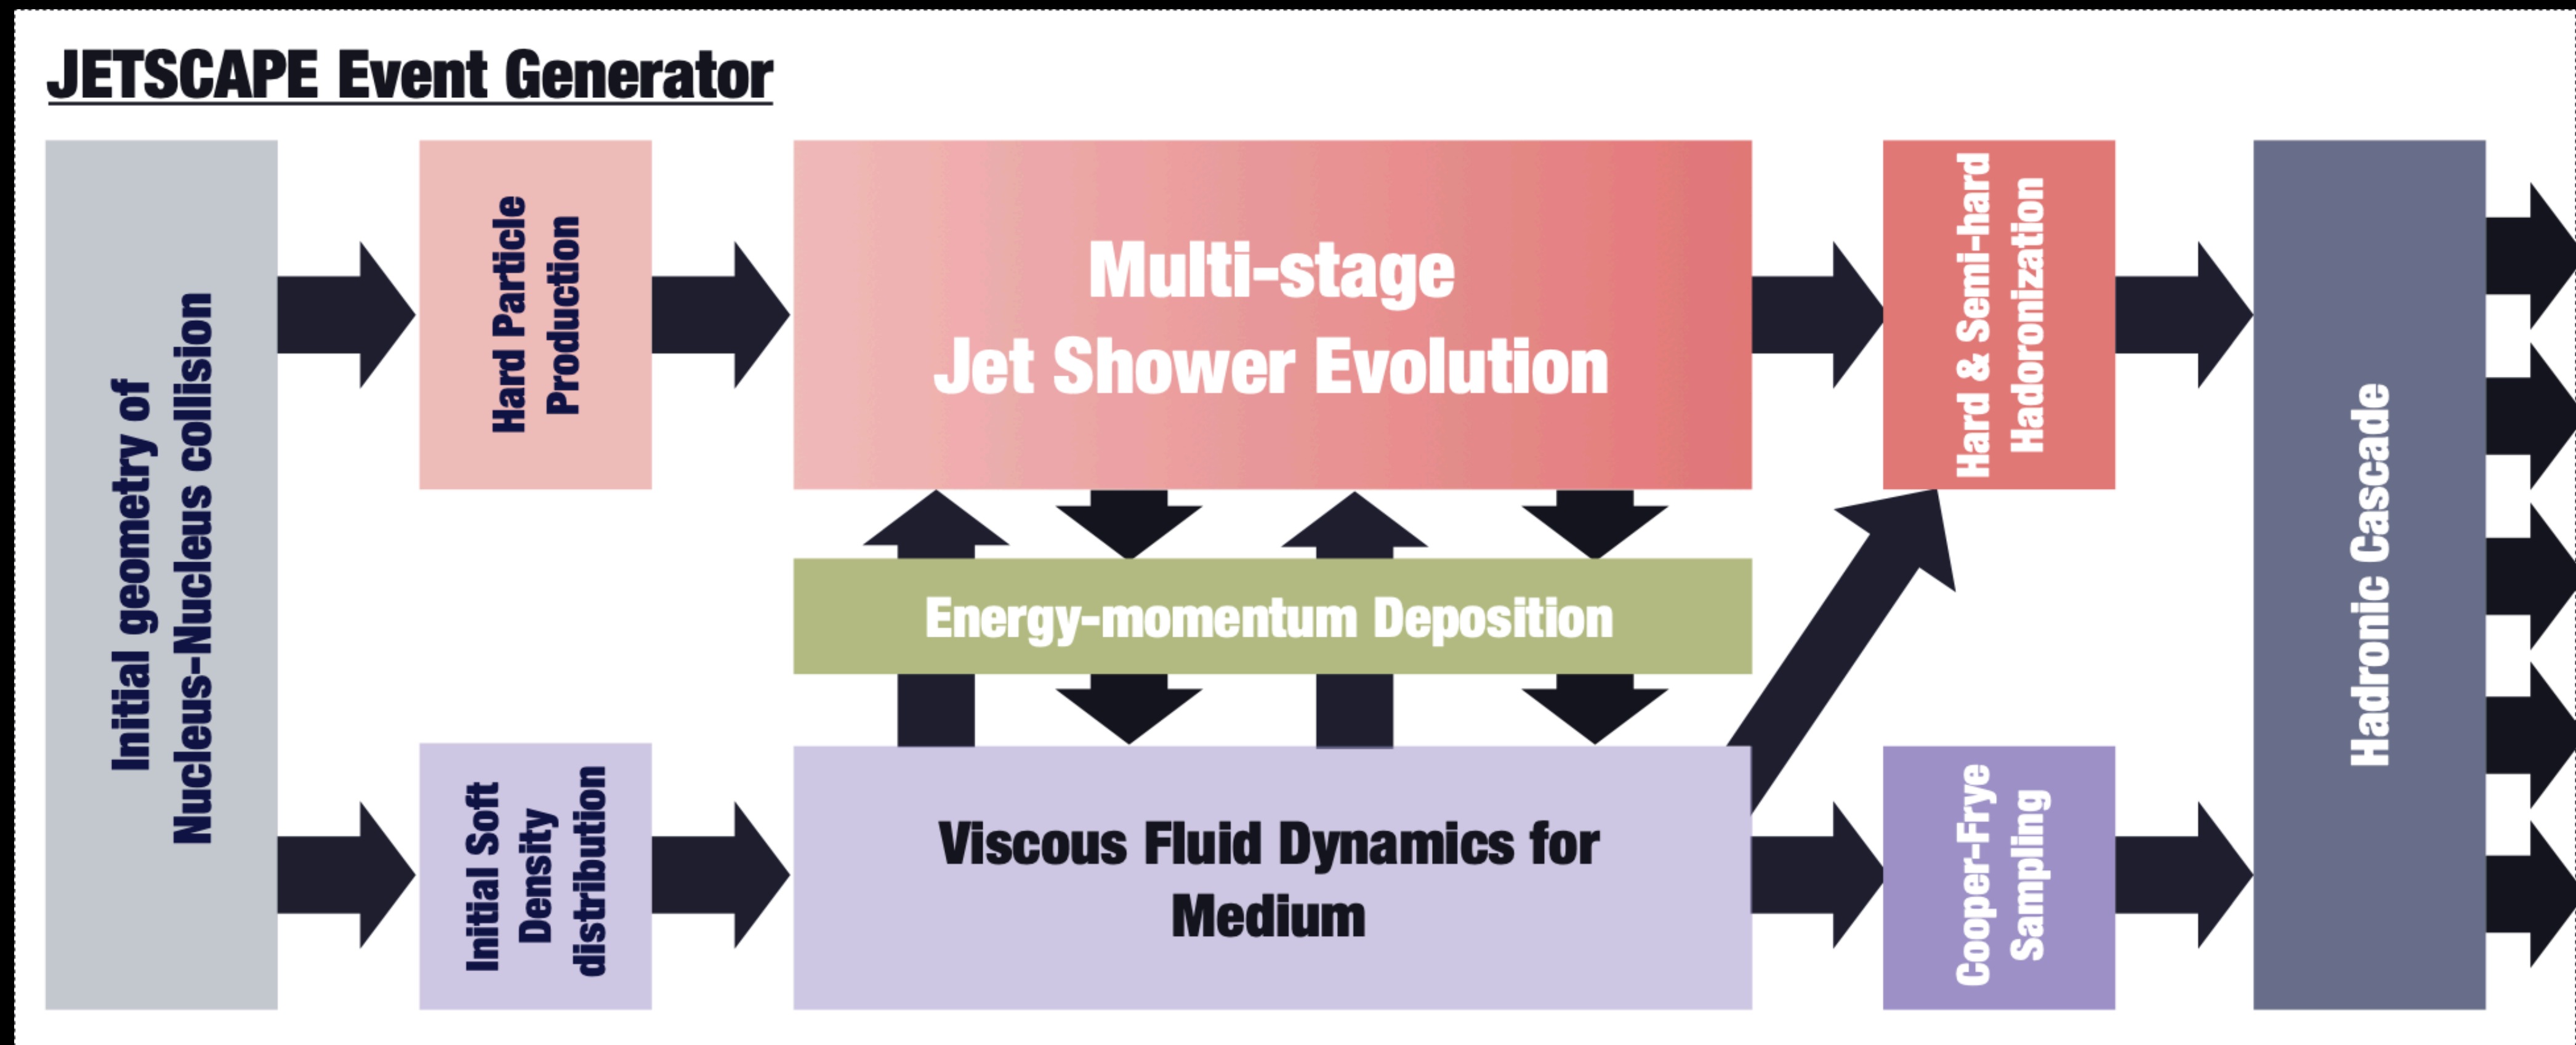 JETSCAPE Event Generator
Initial geometry of
Nucleus-Nucleus collision
Hard Particle
Production
Multi-stage
Jet Shower Evolution
Hard & Semi-hard
Hadoronization
Energy-momentum Deposition
Initial Soft
Density
distribution
Viscous Fluid Dynamics for
Medium
Cooper-Frye
Sampling
Hadronic Cascade